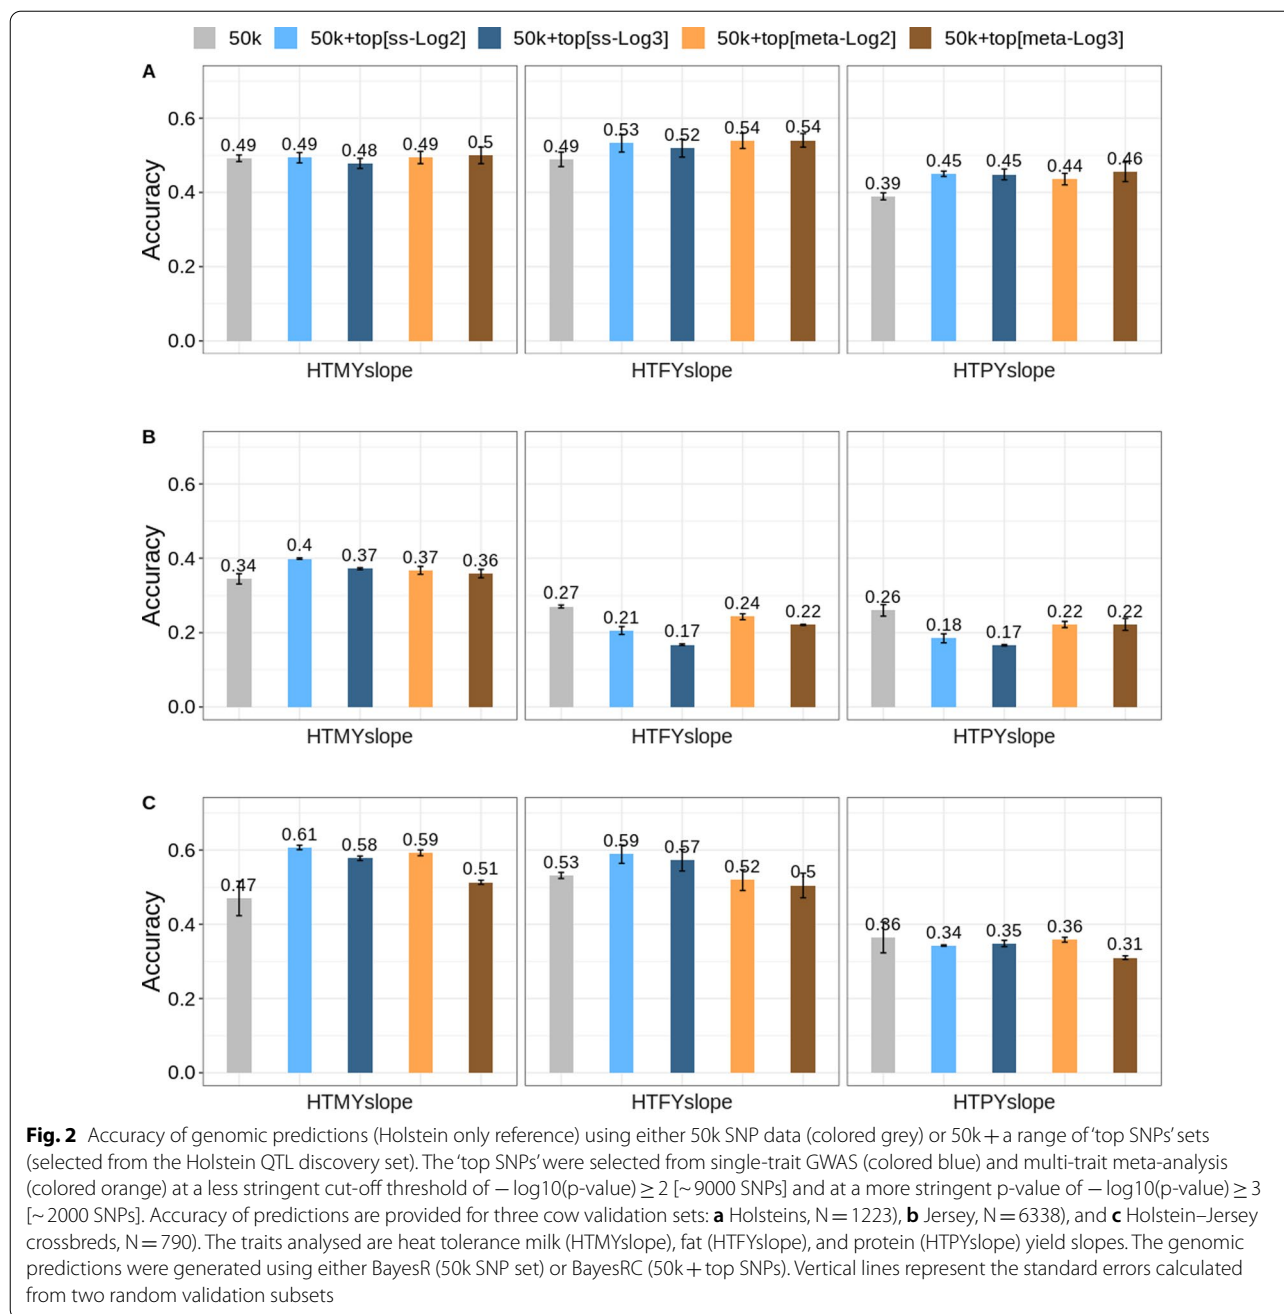 50k 50k+top[ss-Log2] 50k+top[ss-Log3] 50k+top[meta-Log2] 50k+top[meta-Log3]
A
Accuracy
0.6
0.4
0.2
0.0
0.49 0.49 0.48 0.49 0.5
HTMYslope
0.49 0.53 0.52 0.54 0.54
HTFYslope
0.39 0.45 0.45 0.44 0.46
HTPYslope
B
Accuracy
0.6
0.4
0.2
0.0
0.34 0.4 0.37 0.37 0.36
HTMYslope
0.27 0.21 0.17 0.24 0.22
HTFYslope
0.26 0.18 0.17 0.22 0.22
HTPYslope
C
Accuracy
0.6
0.4
0.2
0.0
0.47 0.61 0.58 0.59 0.51
HTMYslope
0.53 0.59 0.57 0.52 0.5
HTFYslope
0.36 0.34 0.35 0.36 0.31
HTPYslope
Fig. 2 Accuracy of genomic predictions (Holstein only reference) using either 50k SNP data (colored grey) or 50k + a range of ‘top SNPs’ sets
(selected from the Holstein QTL discovery set). The ‘top SNPs’ were selected from single-trait GWAS (colored blue) and multi-trait meta-analysis
(colored orange) at a less stringent cut-off threshold of − log10(p-value) ≥ 2 [~ 9000 SNPs] and at a more stringent p-value of − log10(p-value) ≥ 3
[~ 2000 SNPs]. Accuracy of predictions are provided for three cow validation sets: a Holsteins, N = 1223), b Jersey, N = 6338), and c Holstein–Jersey
crossbreds, N = 790). The traits analysed are heat tolerance milk (HTMYslope), fat (HTFYslope), and protein (HTPYslope) yield slopes. The genomic
predictions were generated using either BayesR (50k SNP set) or BayesRC (50k + top SNPs). Vertical lines represent the standard errors calculated
from two random validation subsets